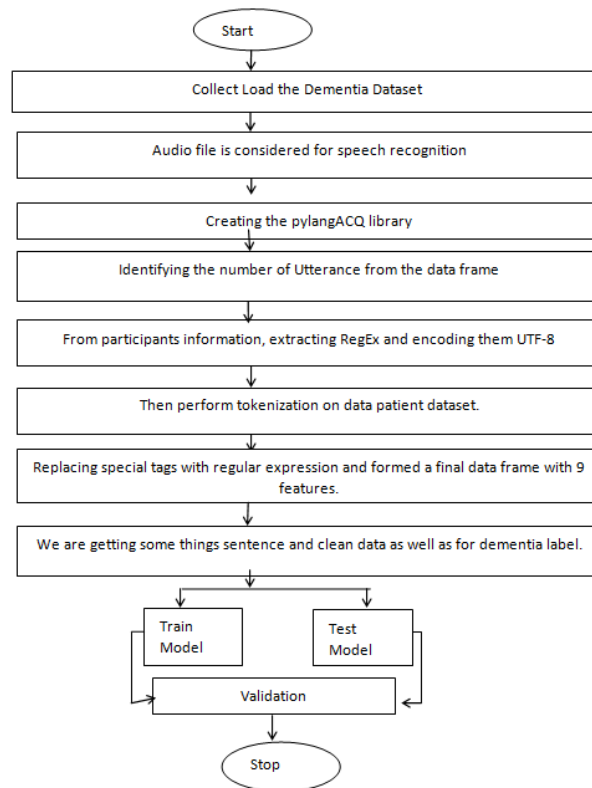 Start
Collect Load the Dementia Dataset
Audio file is considered for speech recognition
Creating the pylangACQ library
Identifying the number of Utterance from the data frame
From participants information, extracting RegEx and encoding them UTF-8
Then perform tokenization on data patient dataset.
Replacing special tags with regular expression and formed a final data frame with 9
features.
We are getting some things sentence and clean data as well as for dementia label.
Train
Model
Test
Model
Validation
Stop